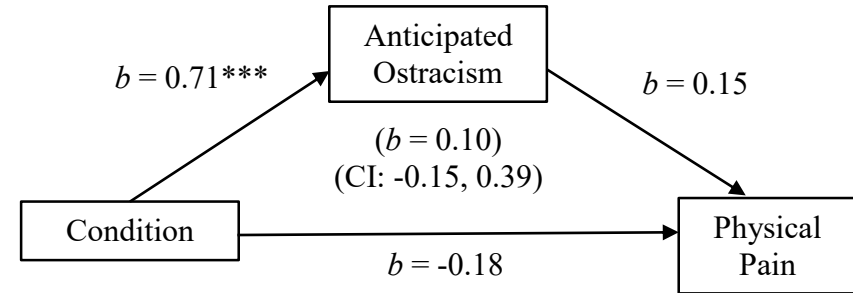 Anticipated
Ostracism
b = 0.71***
b = 0.15
(b = 0.10)
(CI: -0.15, 0.39)
Condition
Physical
Pain
b = -0.18